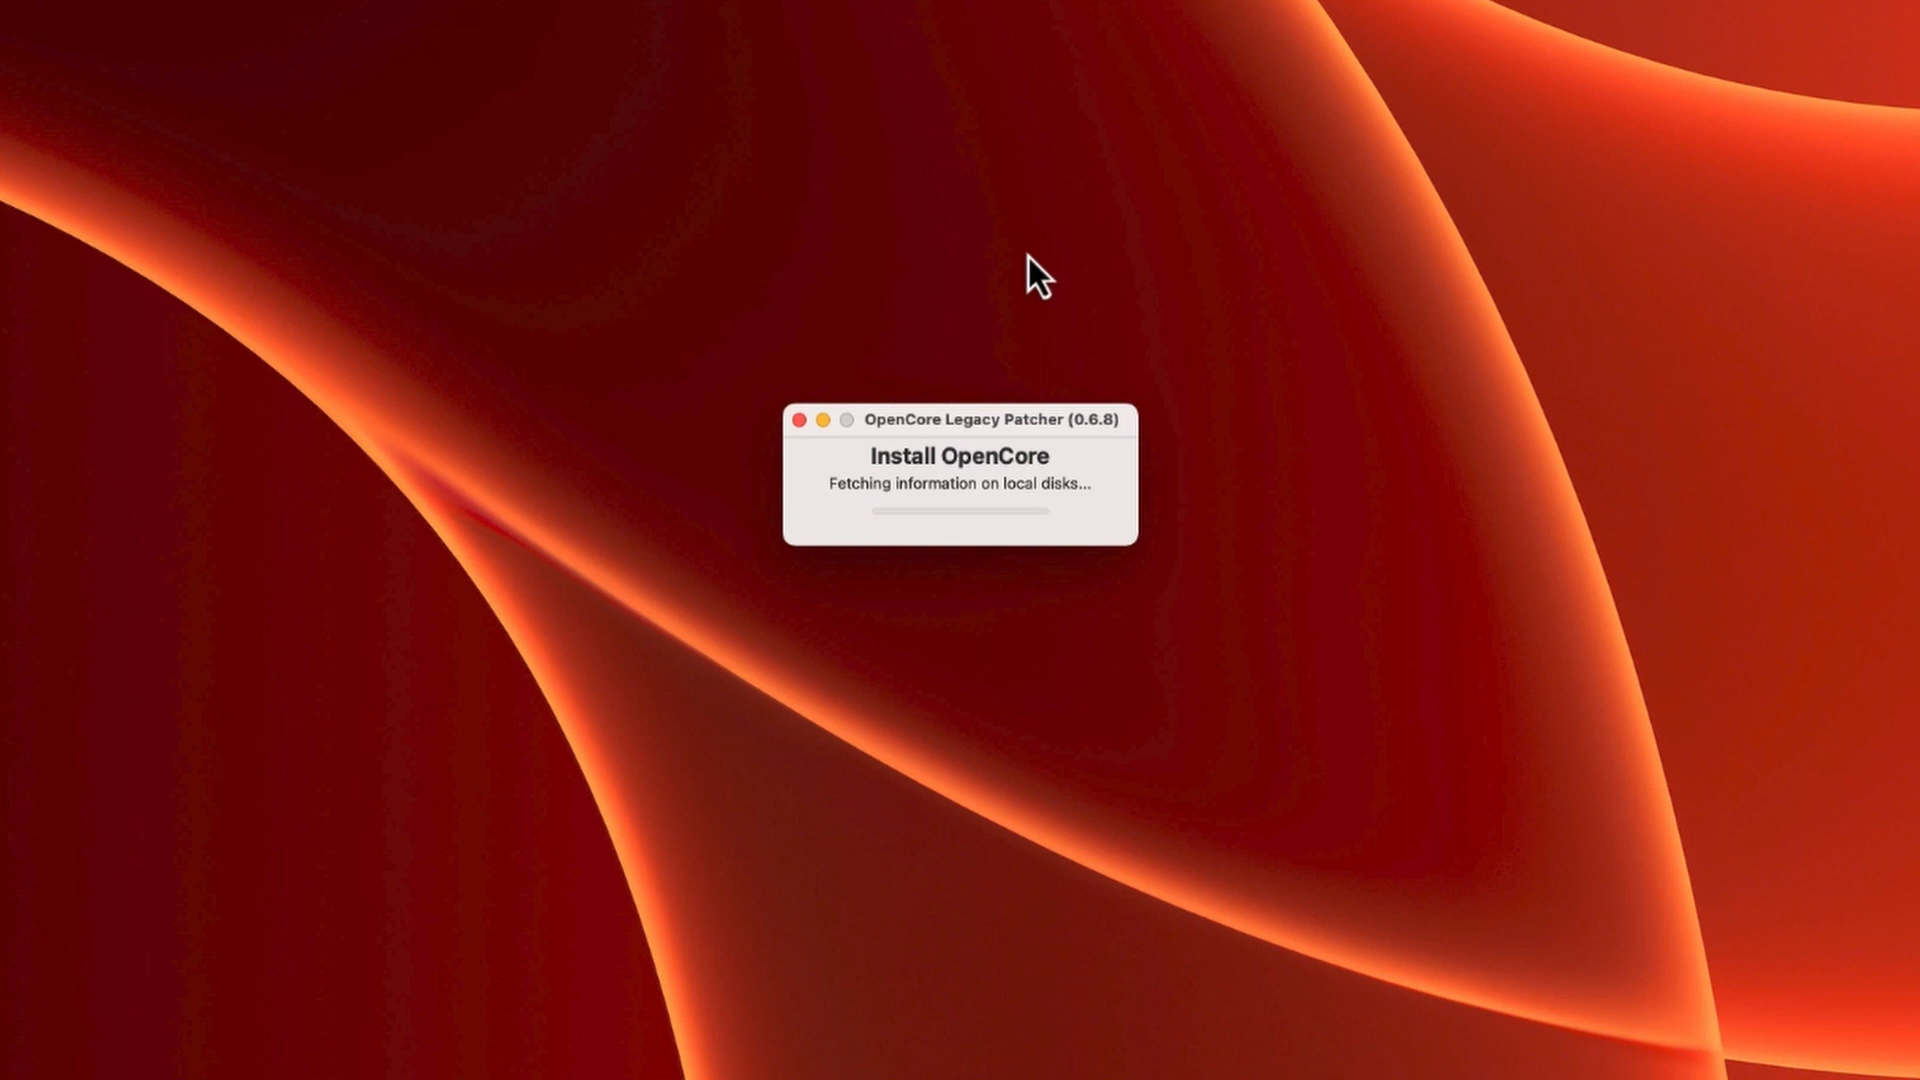 OpenCore Legacy Patcher (0.6.8)
Install OpenCore
Fetching information on local disks...